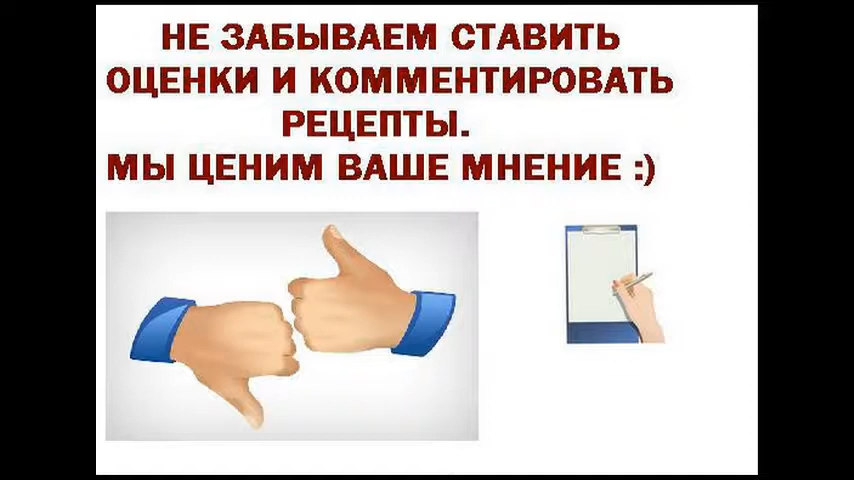 НЕ ЗАБЫВАЕМ СТАВИТЬ
ОЦЕНКИ И КОММЕНТИРОВАТЬ
РЕЦЕПТЫ.
МЫ ЦЕНИМ ВАШЕ МНЕНИЕ :)